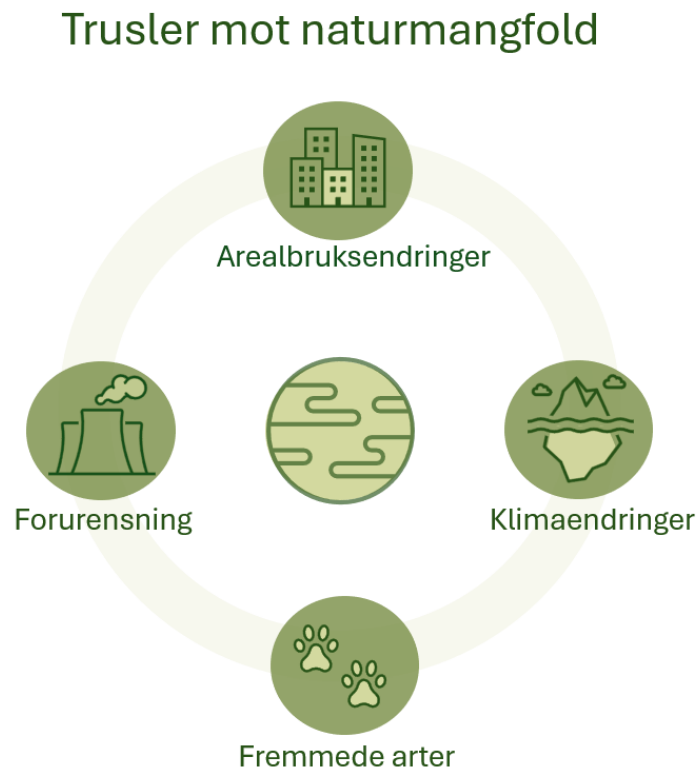 Trusler mot naturmangfold
Arealbruksendringer
Forurensning
Klimaendringer
Fremmede arter